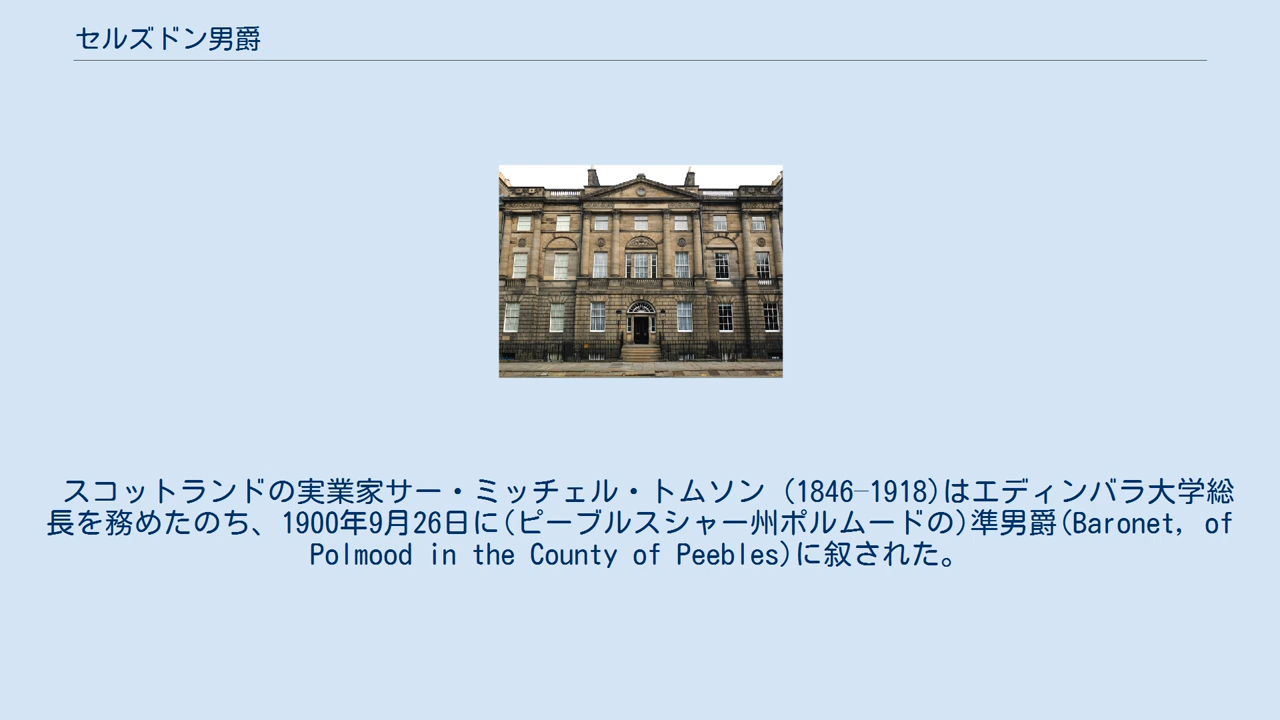 セルズドン男爵
スコットランドの実業家サー・ミッチェル・トムソン (1846–1918)はエディンバラ大学総
長を務めたのち、1900年9月26日に(ピーブルスシャー州ポルムードの)準男爵(Baronet, of
Polmood in the County of Peebles)に叙された。